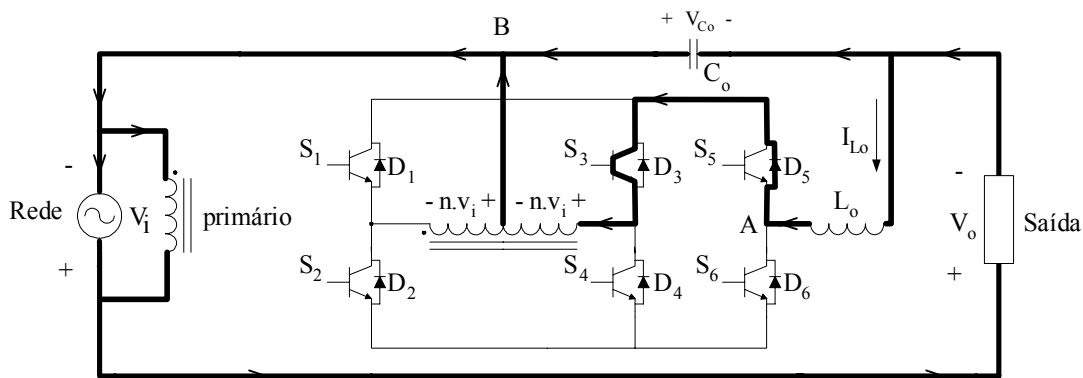 B
+ V_Co -
C_o
S_1
D_1
S_3
D_3
S_5
D_5
I_Lo
-
Rede
V_i
primário
+
- n.v_i + - n.v_i +
A
L_o
-
V_o
Saída
+
S_2
D_2
S_4
D_4
S_6
D_6